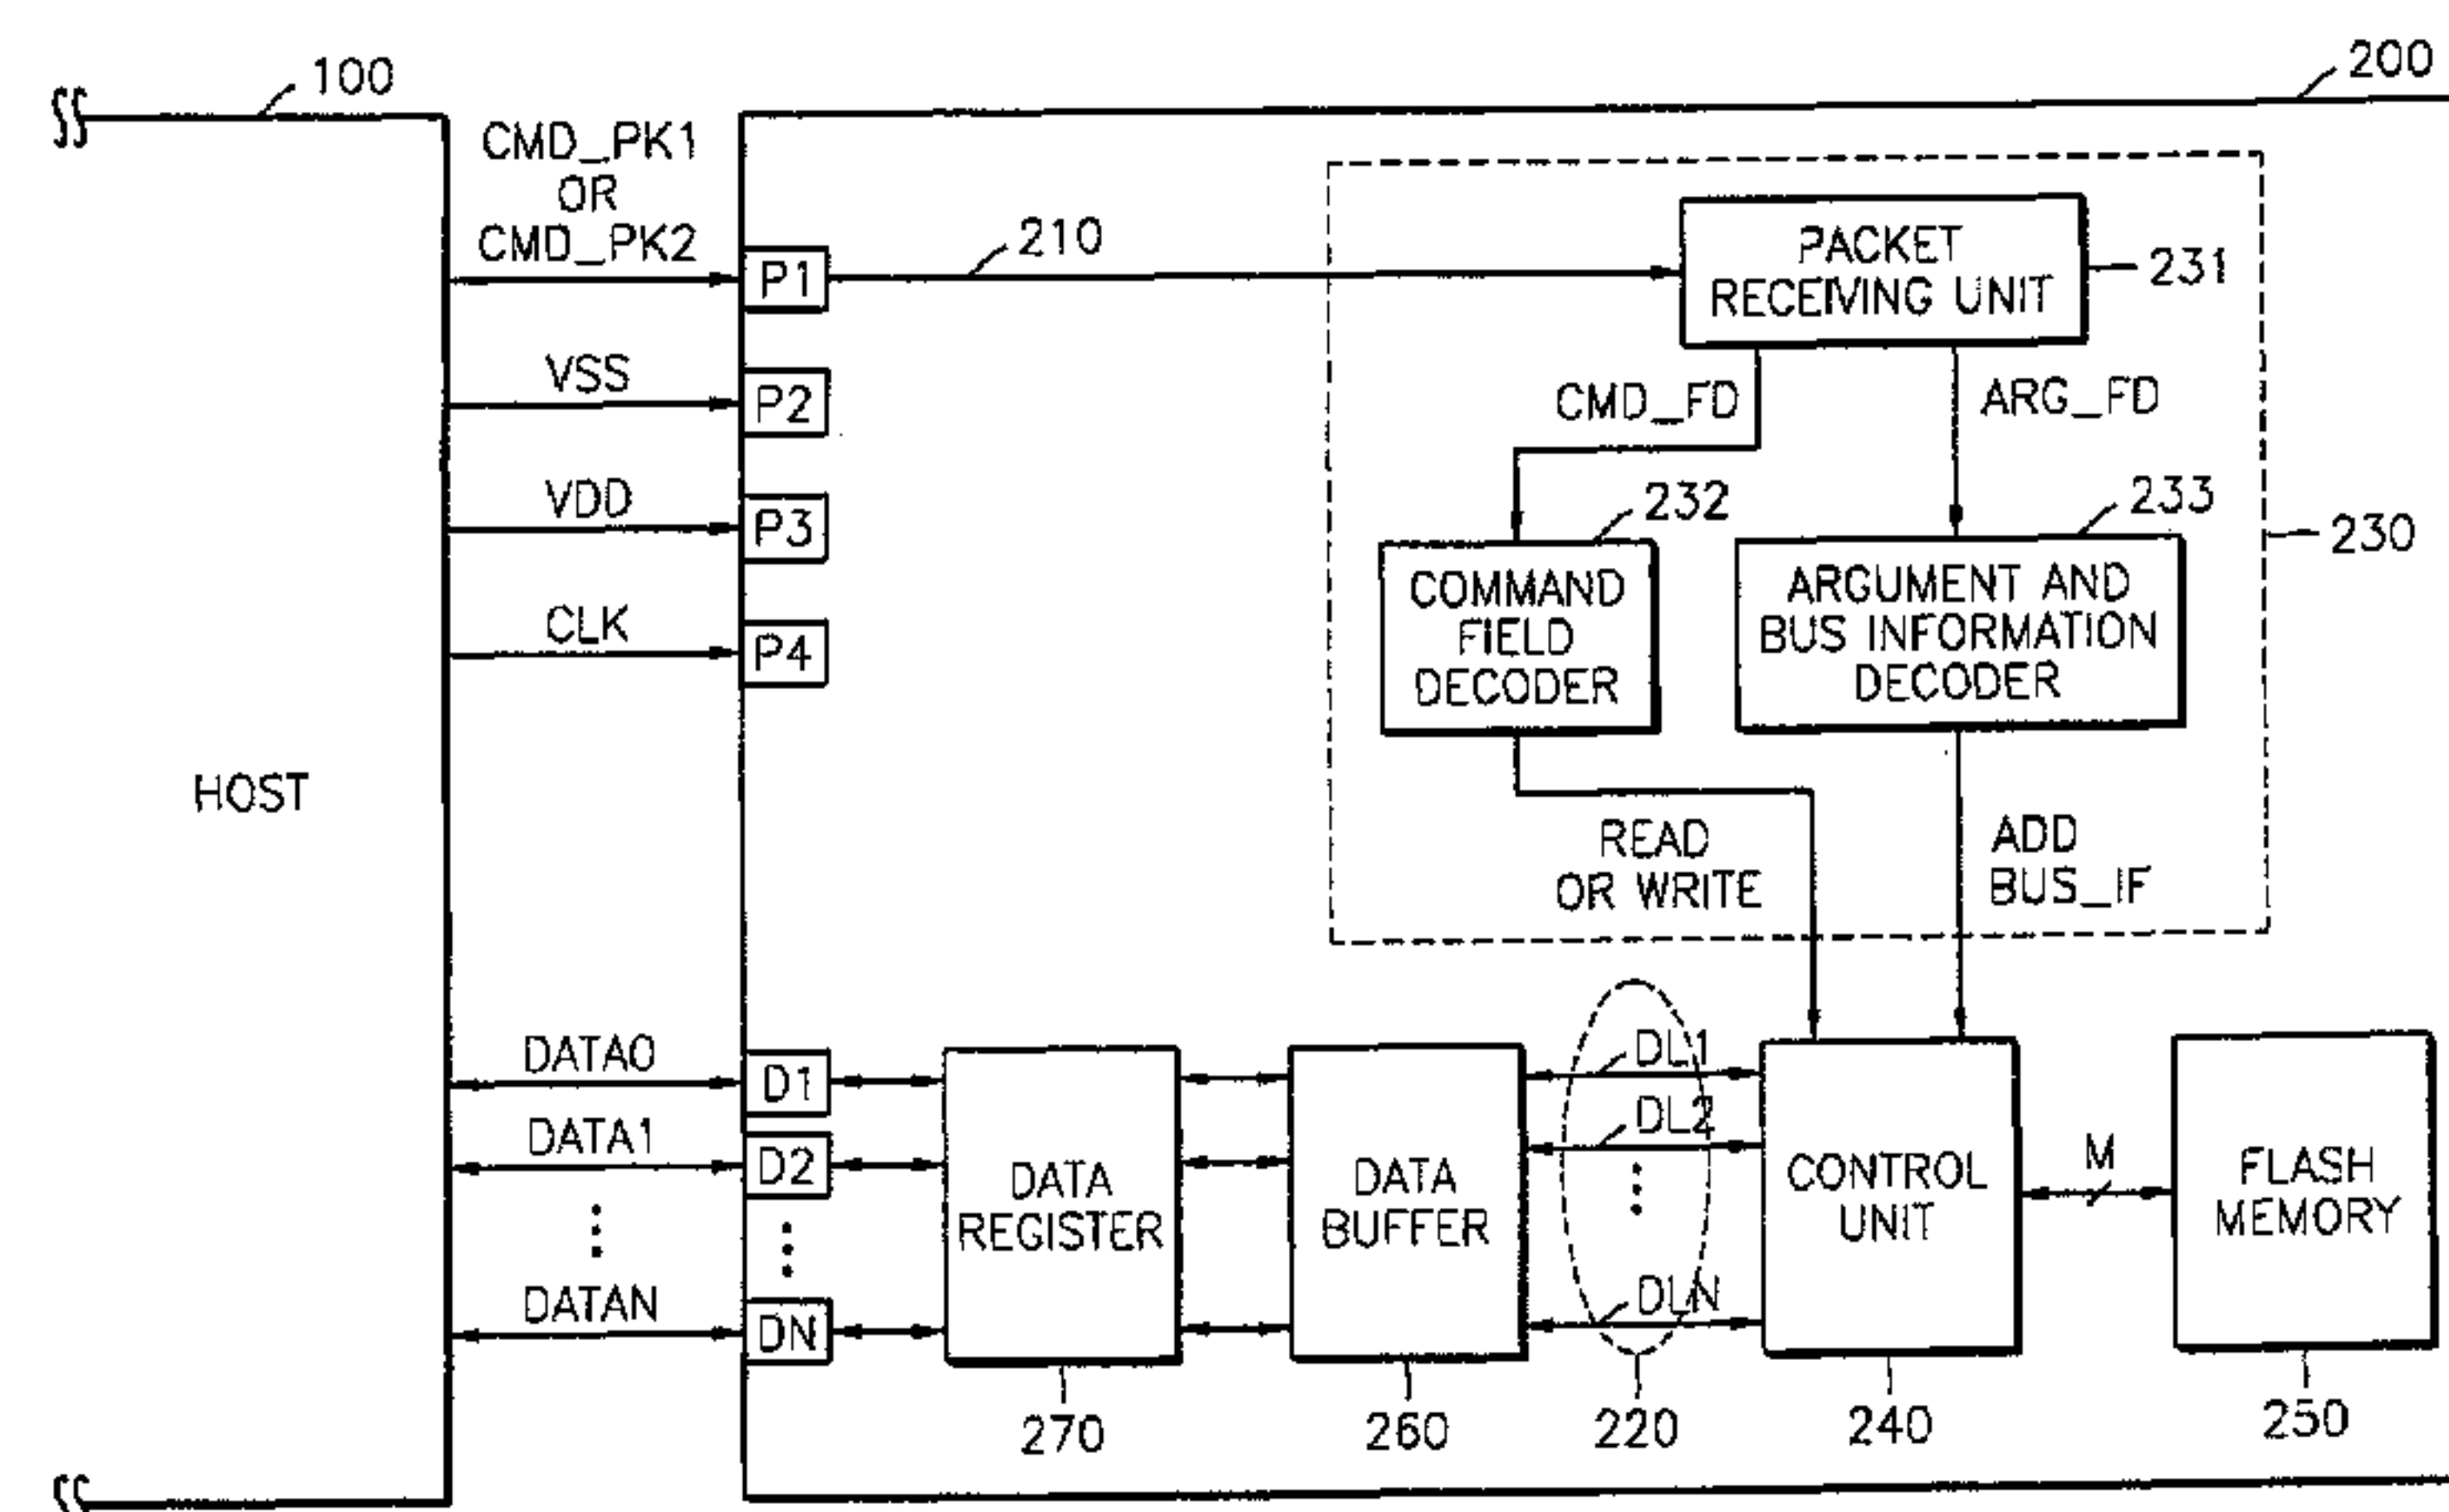 100
200
CMD_PK1
OR
CMD_PK2
P1
210
PACKET
RECEIVING UNIT
231
VSS
P2
CMD_FD
ARG_FD
VDD
P3
232
233
230
CLK
P4
COMMAND
FIELD
DECODER
ARGUMENT AND
BUS INFORMATION
DECODER
HOST
READ
OR WRITE
ADD
BUS_IF
DATA0
D1
DL1
DATA1
D2
DL2
DATA
REGISTER
DATA
BUFFER
CONTROL
UNIT
M
FLASH
MEMORY
DATAN
DN
DLN
270
260
220
240
250